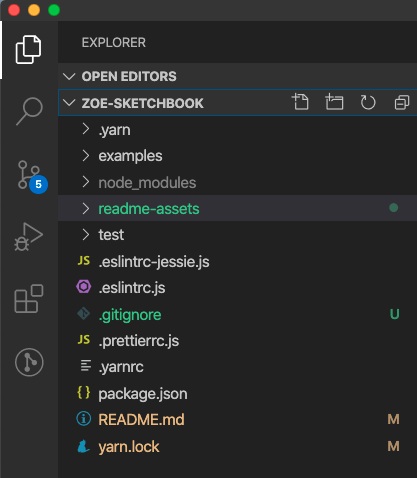 EXPLORER
OPEN EDITORS
ZOE-SKETCHBOOK
.yarn
examples
node_modules
5
readme-assets
test
JS .eslintrc-jessie.js
.eslintrc.js
.gitignore U
JS .prettierrc.js
.yarnrc
{ } package.json
README.md M
yarn.lock M